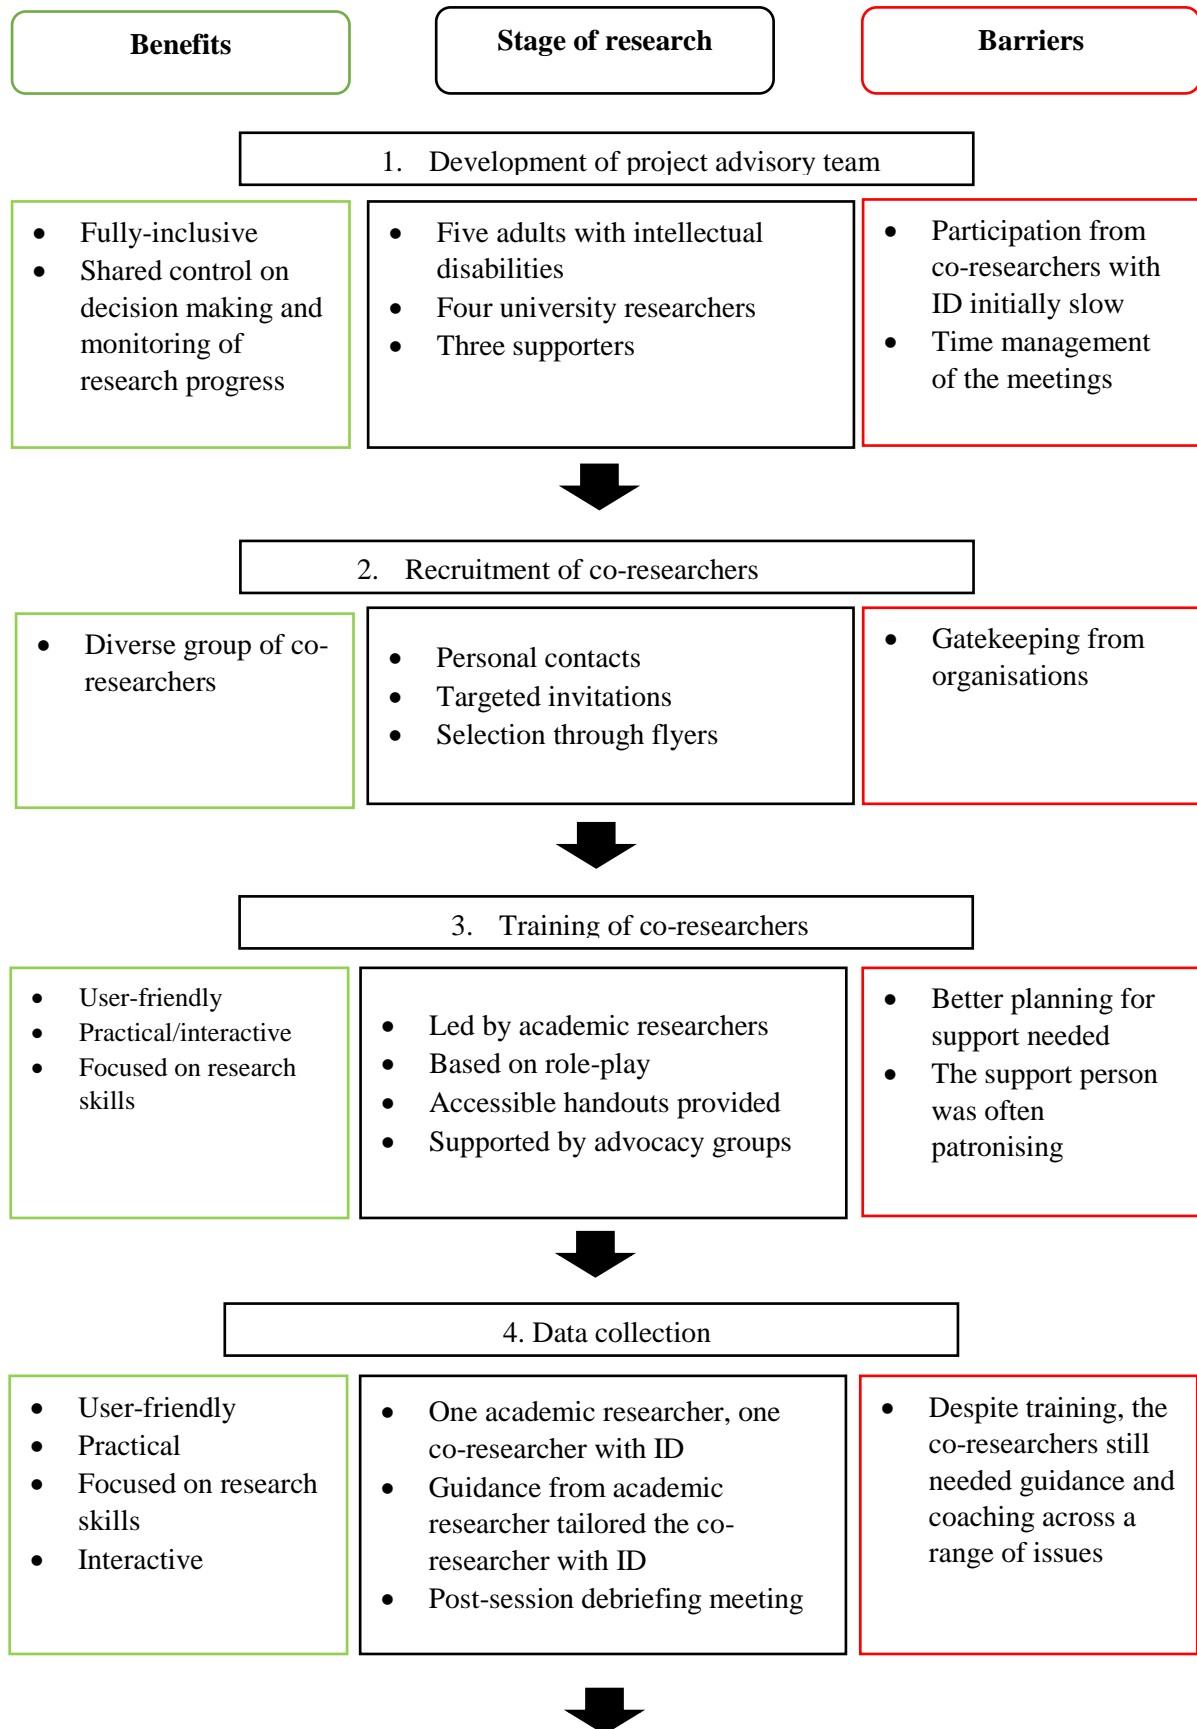 Benefits
Stage of research
Barriers
1. Development of project advisory team
• Fully-inclusive
• Shared control on
decision making and
monitoring of
research progress
• Five adults with intellectual
disabilities
• Four university researchers
• Three supporters
• Participation from
co-researchers with
ID initially slow
• Time management
of the meetings
2. Recruitment of co-researchers
• Diverse group of co-
researchers
• Personal contacts
• Targeted invitations
• Selection through flyers
• Gatekeeping from
organisations
3. Training of co-researchers
• User-friendly
• Practical/interactive
• Focused on research
skills
• Led by academic researchers
• Based on role-play
• Accessible handouts provided
• Supported by advocacy groups
• Better planning for
support needed
• The support person
was often
patronising
4. Data collection
• User-friendly
• Practical
• Focused on research
skills
• Interactive
• One academic researcher, one
co-researcher with ID
• Guidance from academic
researcher tailored the co-
researcher with ID
• Post-session debriefing meeting
• Despite training, the
co-researchers still
needed guidance and
coaching across a
range of issues